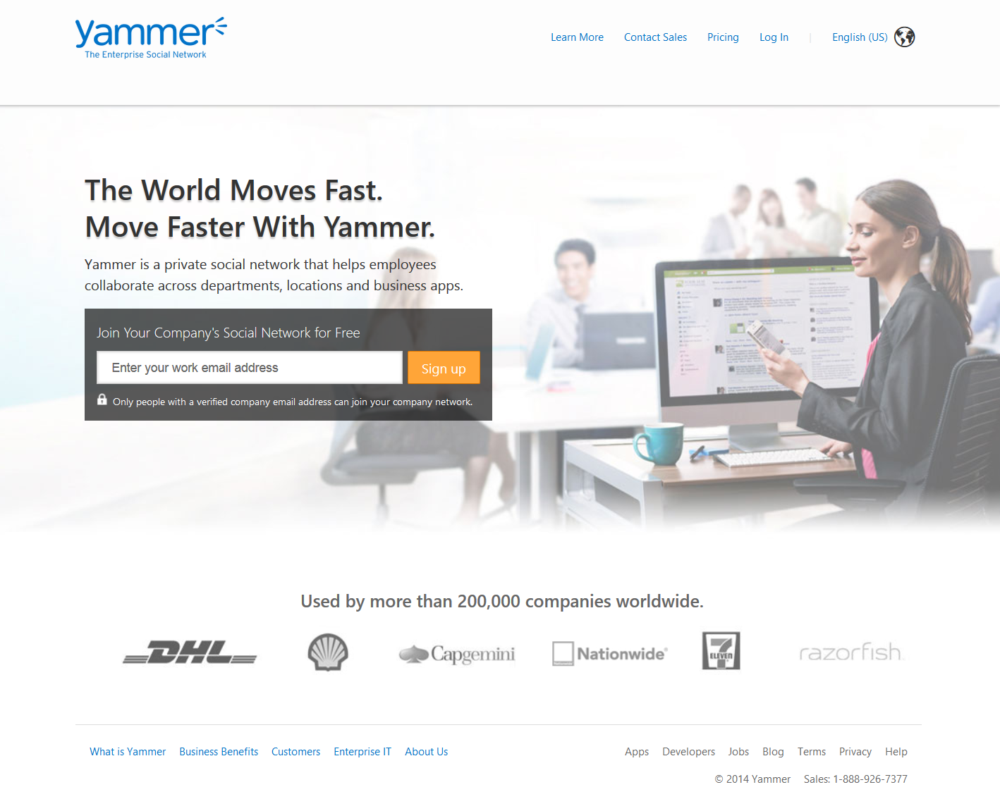 yammer
The Enterprise Social Network
Learn More Contact Sales Pricing Log In | English (US)
The World Moves Fast.
Move Faster With Yammer.
Yammer is a private social network that helps employees
collaborate across departments, locations and business apps.
Join Your Company's Social Network for Free
Enter your work email address
Sign up
Only people with a verified company email address can join your company network.
Used by more than 200,000 companies worldwide.
DHL
Capgemini
Nationwide®
7
ELEVEN
razorfish
What is Yammer Business Benefits Customers Enterprise IT About Us
Apps Developers Jobs Blog Terms Privacy Help
© 2014 Yammer Sales: 1-888-926-7377